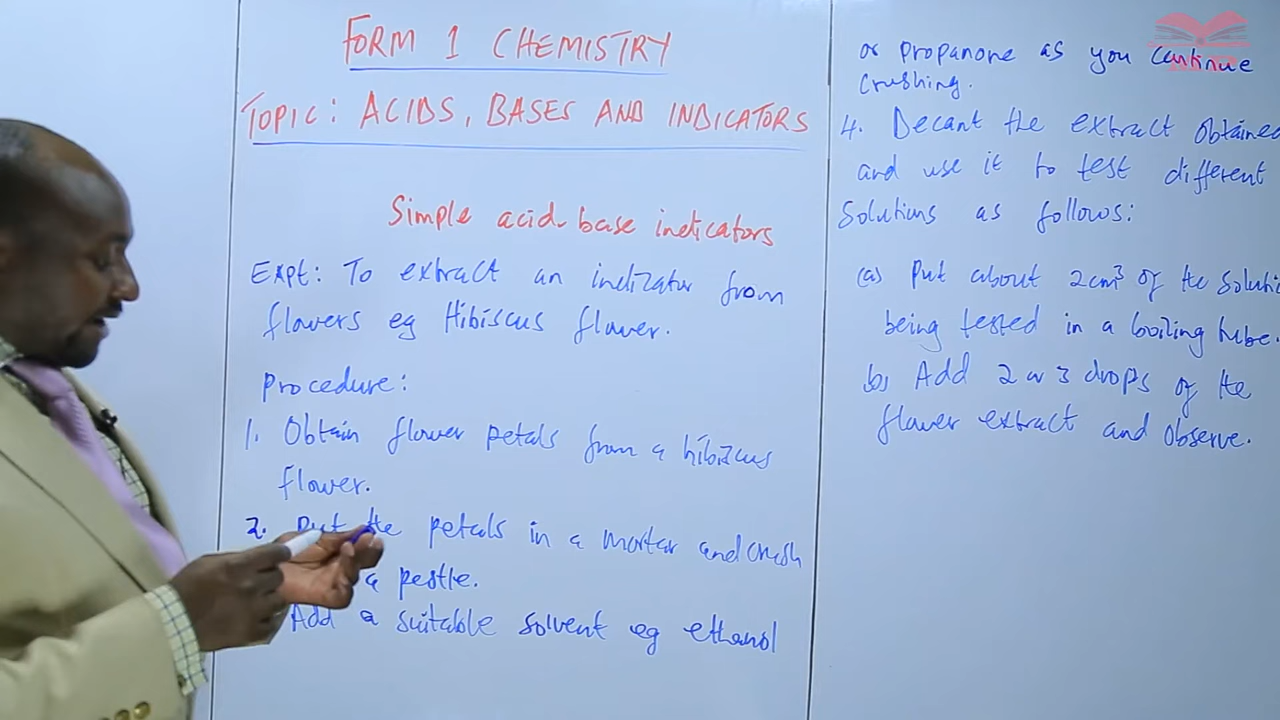 FORM 1 CHEMISTRY
TOPIC: ACIDS, BASES AND INDICATORS
Simple acid-base indicators
Expt: To extract an indicator from
flowers eg Hibiscus flower.
Procedure:
1. Obtain flower petals from a hibiscus
flower.
2. Put the petals in a mortar and crush
a pestle.
Add a suitable solvent eg ethanol
or propanone as you continue
crushing.
4. Decant the extract obtained
and use it to test different
solutions as follows:
(a) Put about 2cm³ of the soluti
being tested in a boiling tube.
b) Add 2 or 3 drops of the
flower extract and observe.